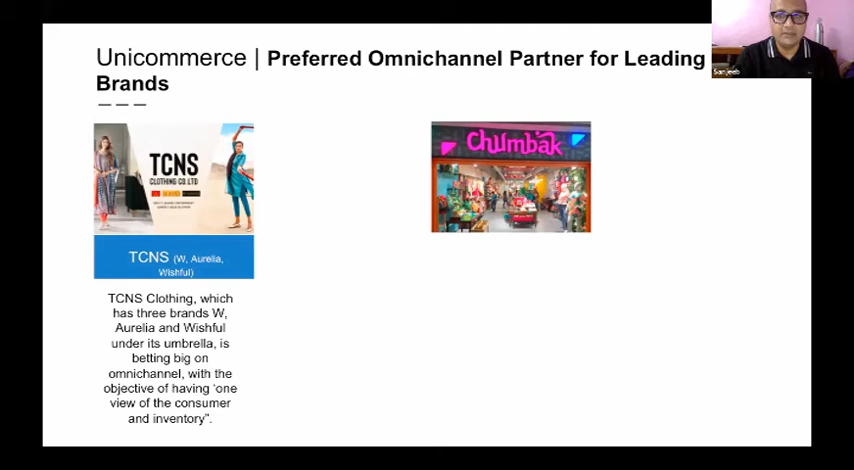 Unicommerce | Preferred Omnichannel Partner for Leading
Brands
Sanjeeb
TCNS
CLOTHING CO. LTD
chumbak
TCNS (W, Aurelia,
Wishful)
TCNS Clothing, which
has three brands W,
Aurelia and Wishful
under its umbrella, is
betting big on
omnichannel, with the
objective of having ‘one
view of the consumer
and inventory”.